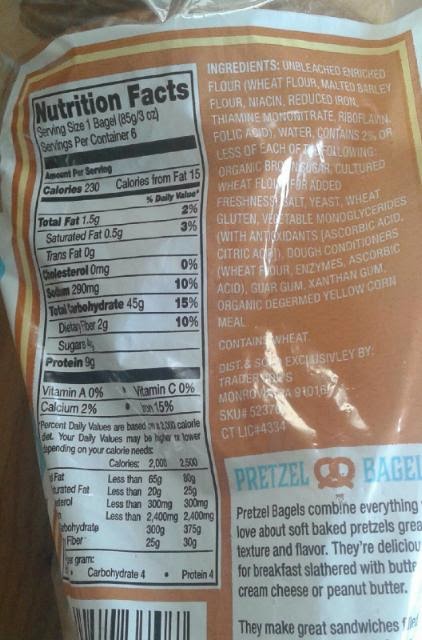 Nutrition Facts
Serving Size 1 Bagel (85g/3 oz)
Servings Per Container 6
Amount Per Serving
Calories 230 Calories from Fat 15
% Daily Value*
Total Fat 1.5g 2%
Saturated Fat 0.5g 3%
Trans Fat 0g
Cholesterol 0mg 0%
Sodium 290mg 10%
Total Carbohydrate 45g 15%
Dietary Fiber 2g 10%
Sugars
Protein 9g
Vitamin A 0% • Vitamin C 0%
Calcium 2% • Iron 15%
*Percent Daily Values are based on a 2,000 calorie
diet. Your Daily Values may be higher or lower
depending on your calorie needs:
Calories: 2,000 2,500
Fat Less than 65g 80g
Less than 20g 25g
Less than 300mg 300mg
Less than 2,400mg 2,400mg
300g 375g
Fiber 25g 30g
gram:
• Carbohydrate 4 • Protein 4
INGREDIENTS: UNBLEACHED ENRICHED
FLOUR (WHEAT FLOUR, MALTED BARLEY
FLOUR, NIACIN, REDUCED IRON,
THIAMINE MONONITRATE, RIBOFLAVIN,
FOLIC ACID), WATER, CONTAINS 2% OR
LESS OF EACH OF THE FOLLOWING:
ORGANIC BROWN SUGAR, CULTURED
WHEAT FLOUR FOR ADDED
FRESHNESS, SALT, YEAST, WHEAT
GLUTEN, VEGETABLE MONOGLYCERIDES
(WITH ANTIOXIDANTS (ASCORBIC ACID,
CITRIC ACID), DOUGH CONDITIONERS
(WHEAT FLOUR, ENZYMES, ASCORBIC
ACID), GUAR GUM, XANTHAN GUM,
ORGANIC DEGERMED YELLOW CORN
MEAL
CONTAINS WHEAT.
DIST. & SOLD EXCLUSIVLEY BY:
TRADER JOE'S
MONROVIA, CA 91016
SKU# 5237
CT LIC#4334
PRETZEL BAGEL
Pretzel Bagels combine everything
love about soft baked pretzels
texture and flavor. They're
for breakfast slathered with
cream cheese or peanut butter.
They make great sandwiches